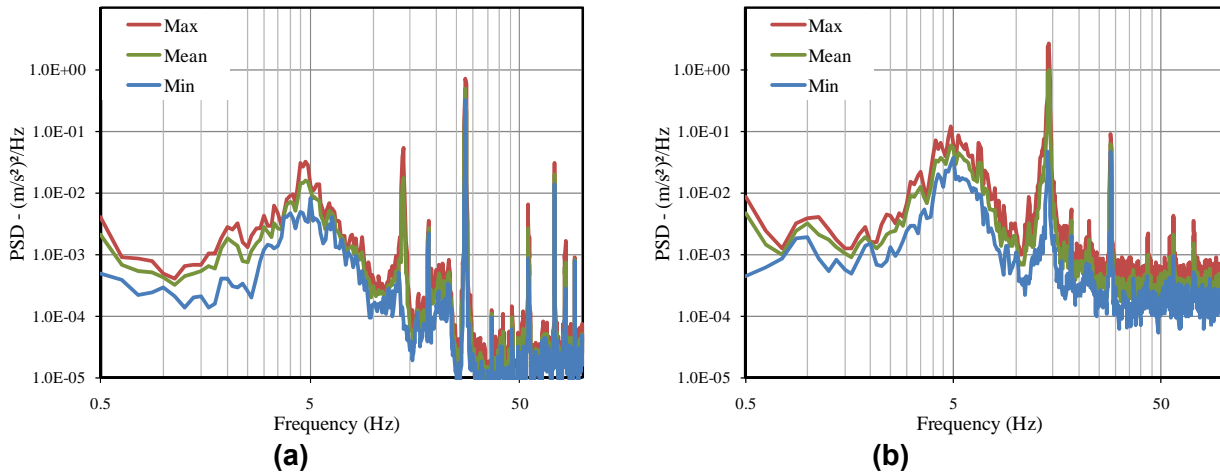 Max
Mean
Min
1.0E+00
1.0E-01
1.0E-02
1.0E-03
1.0E-04
1.0E-05
PSD - (m/s²)²/Hz
0.5
5
50
Frequency (Hz)
(a)
Max
Mean
Min
1.0E+00
1.0E-01
1.0E-02
1.0E-03
1.0E-04
1.0E-05
PSD - (m/s²)²/Hz
0.5
5
50
Frequency (Hz)
(b)